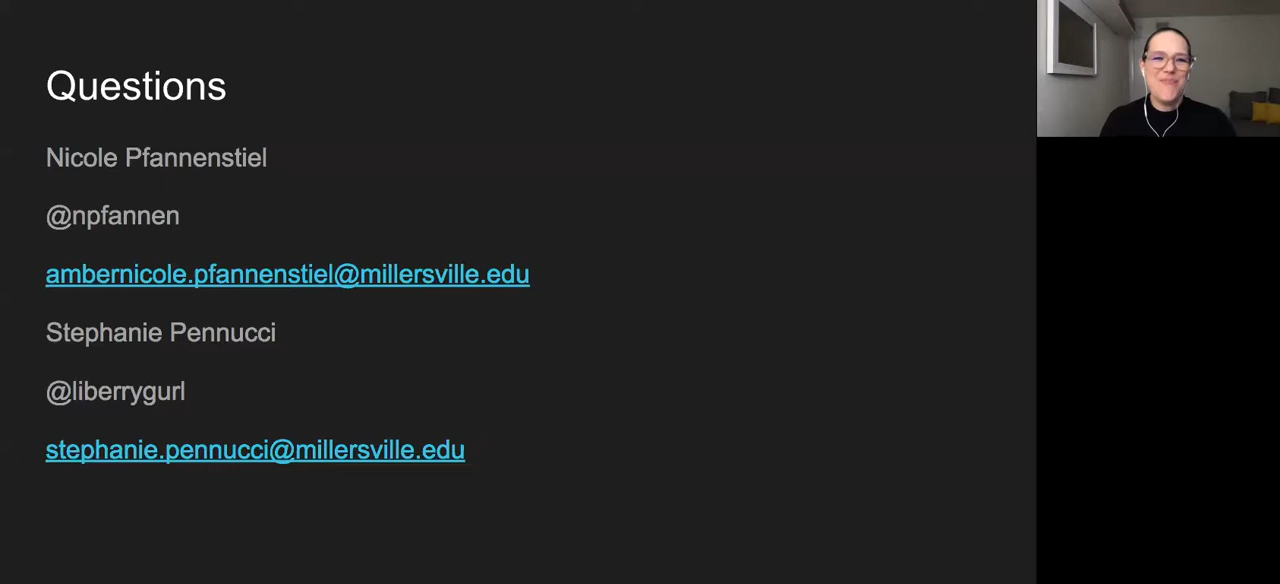 Questions
Nicole Pfannenstiel
@npfannen
ambernicole.pfannenstiel@millersville.edu
Stephanie Pennucci
@liberrygurl
stephanie.pennucci@millersville.edu